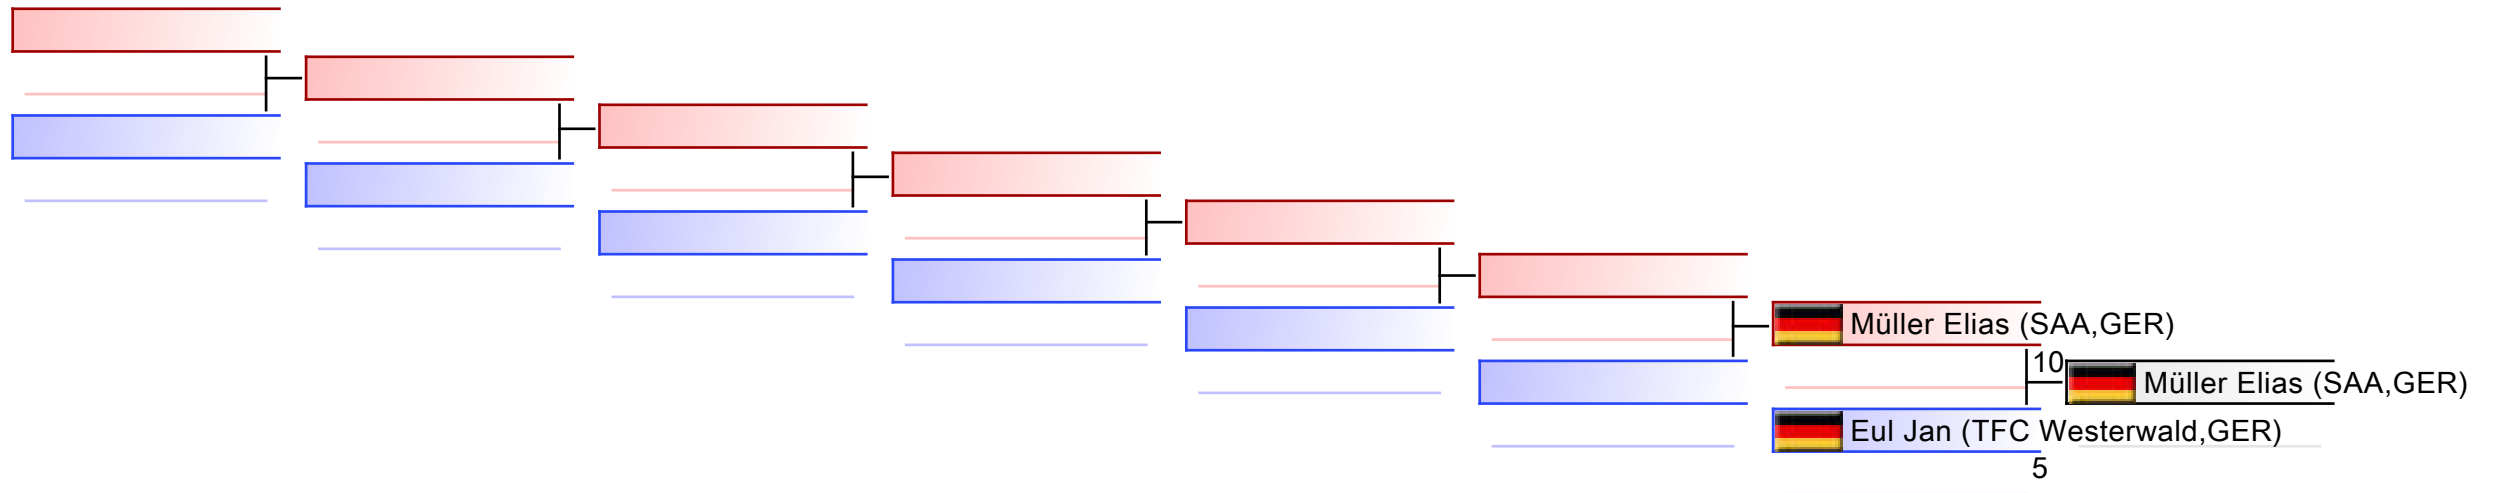 Müller Elias (SAA,GER)
10
Müller Elias (SAA,GER)
Eul Jan (TFC Westerwald,GER)
5